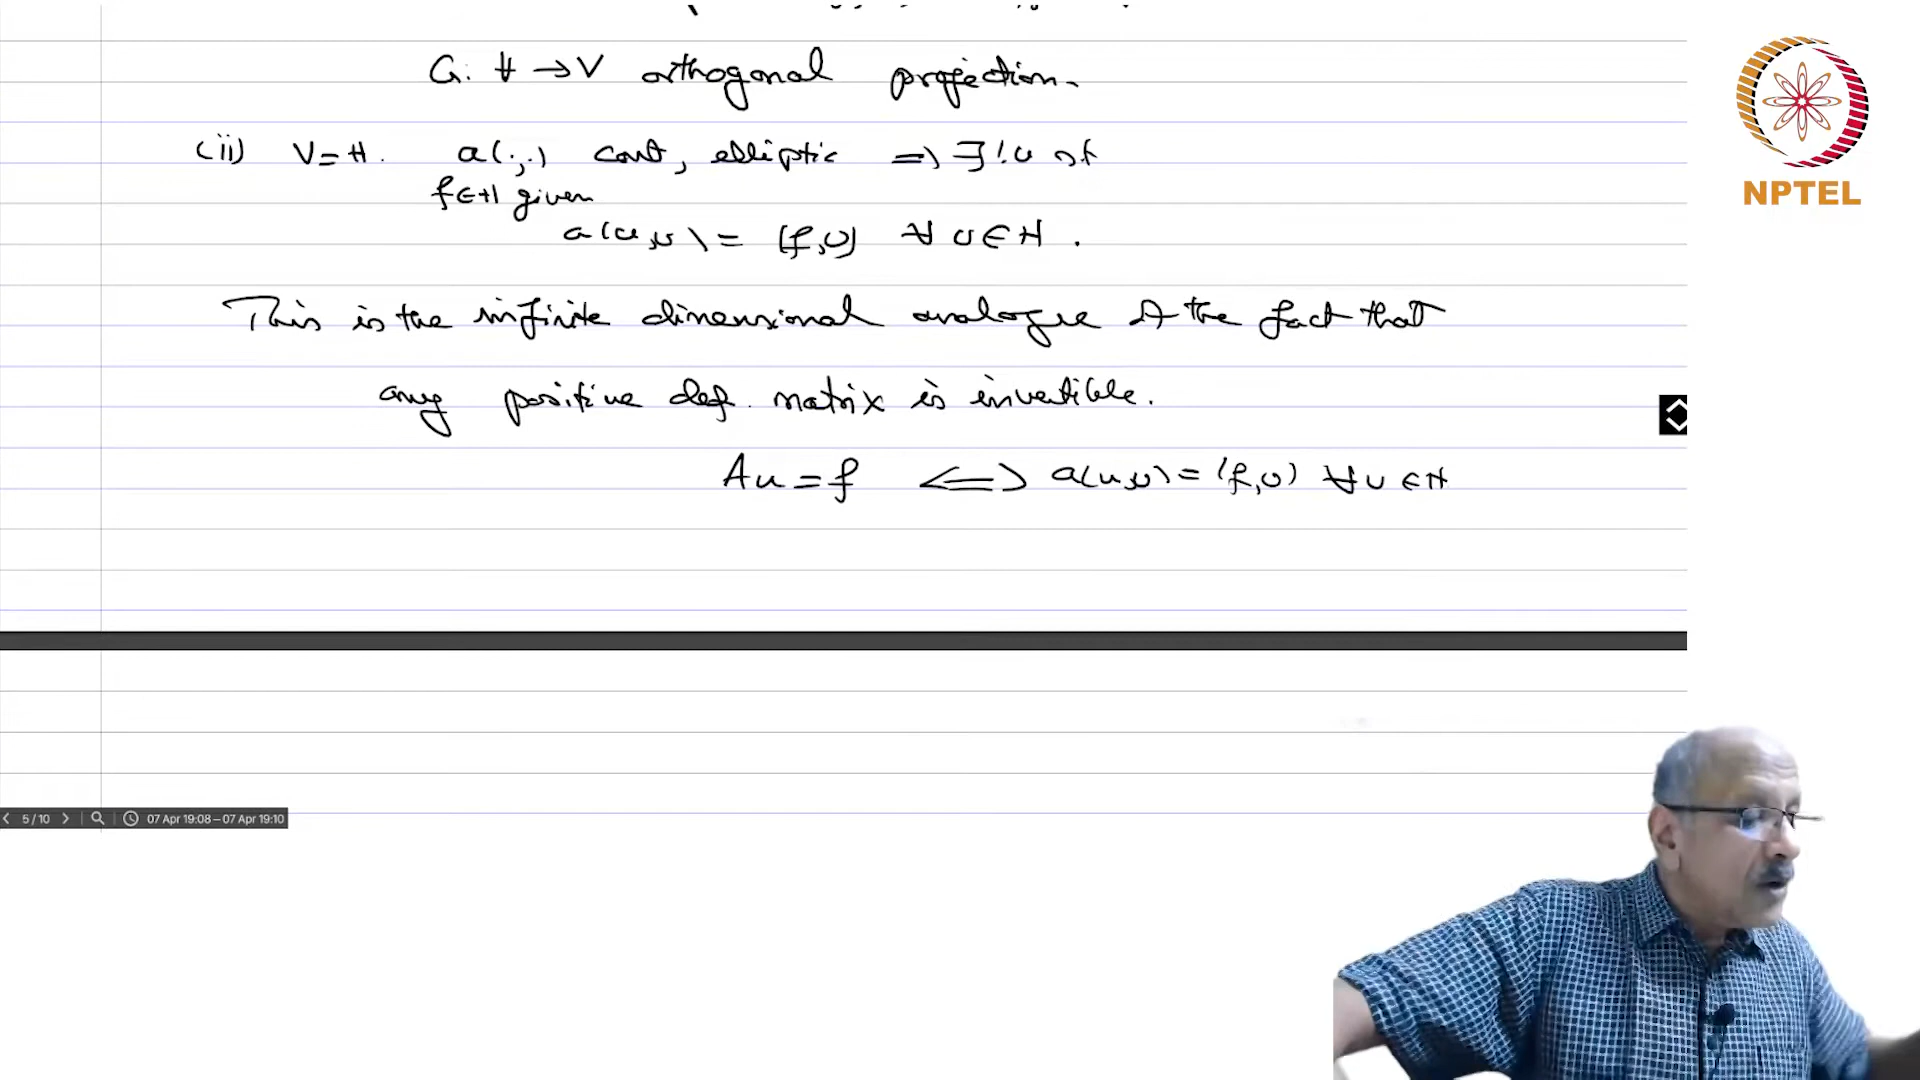 G: H → V orthogonal projection.
(ii) V = H. a(·,·) cont, elliptic ⇒ ∃! u st
f ∈ H given
a(u,v) = (f,v) ∀ v ∈ H.
This is the infinite dimensional analogue of the fact that
any positive def. matrix is invertible.
Au = f ⟺ a(u,v) = (f,v) ∀ v ∈ H
NPTEL
5 / 10
07 Apr 19:08 – 07 Apr 19:10